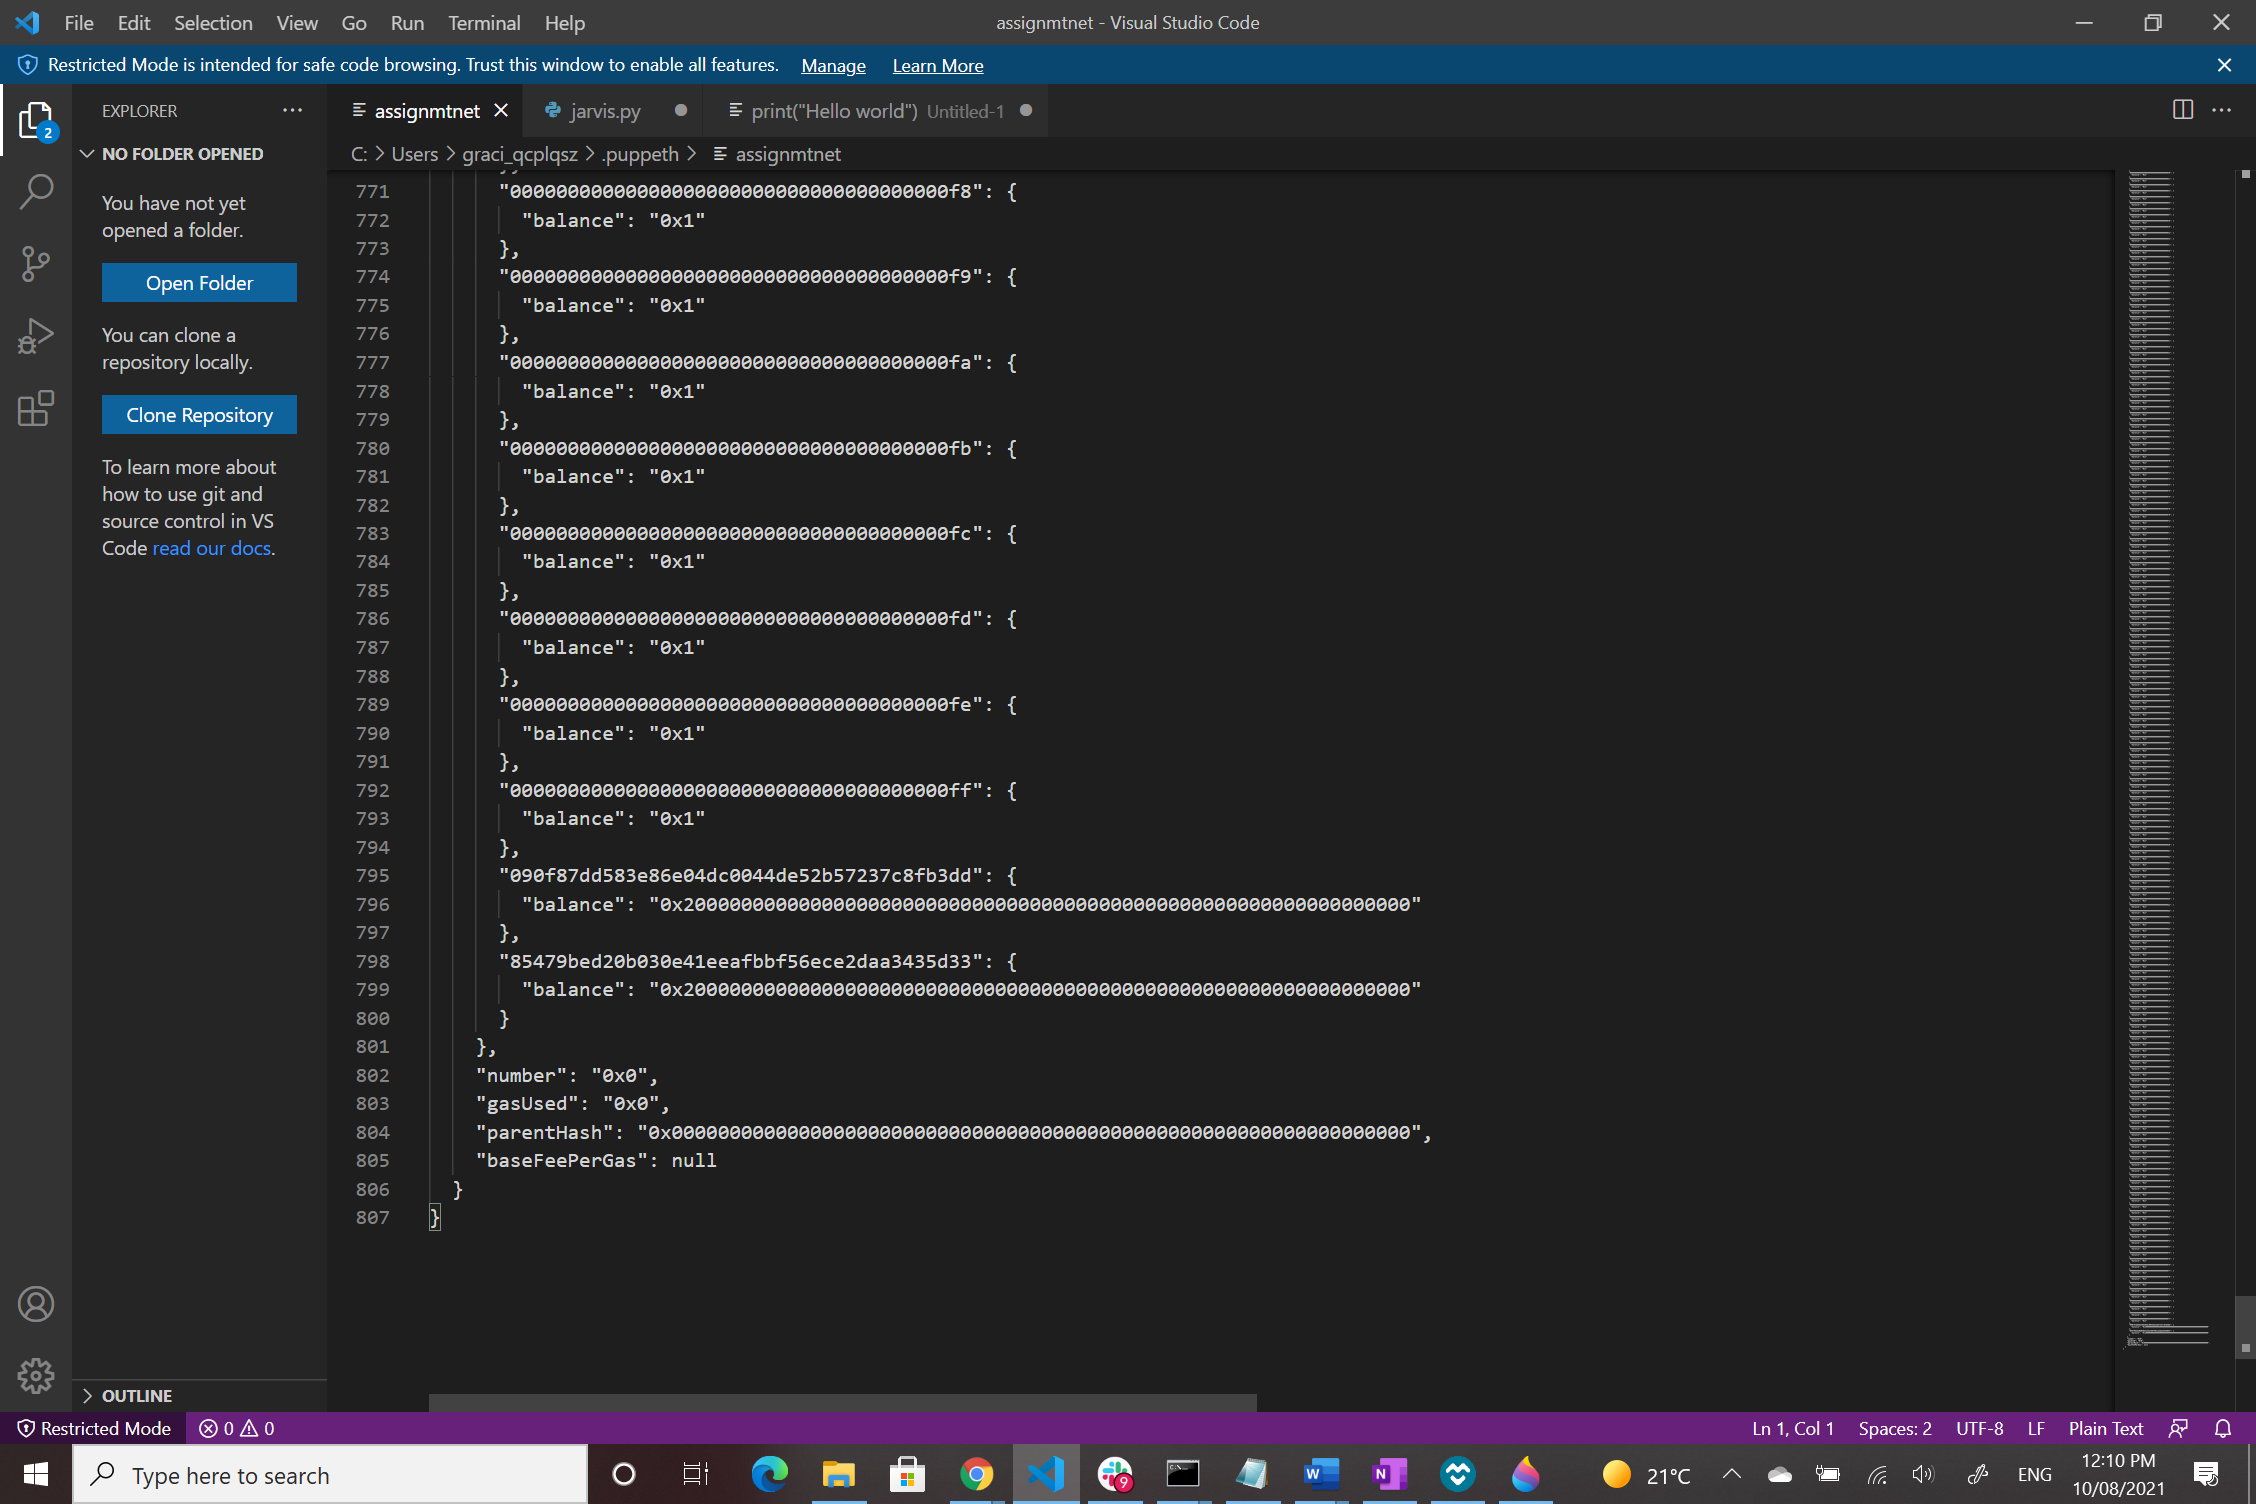 File Edit Selection View Go Run Terminal Help
assignmtnet - Visual Studio Code
Restricted Mode is intended for safe code browsing. Trust this window to enable all features. Manage Learn More
2
EXPLORER
NO FOLDER OPENED
You have not yet
opened a folder.
Open Folder
You can clone a
repository locally.
Clone Repository
To learn more about
how to use git and
source control in VS
Code read our docs.
OUTLINE
assignmtnet
jarvis.py
print("Hello world") Untitled-1
C: > Users > graci_qcplqsz > .puppeth > assignmtnet
771 "00000000000000000000000000000000000000f8": {
772 "balance": "0x1"
773 },
774 "00000000000000000000000000000000000000f9": {
775 "balance": "0x1"
776 },
777 "00000000000000000000000000000000000000fa": {
778 "balance": "0x1"
779 },
780 "00000000000000000000000000000000000000fb": {
781 "balance": "0x1"
782 },
783 "00000000000000000000000000000000000000fc": {
784 "balance": "0x1"
785 },
786 "00000000000000000000000000000000000000fd": {
787 "balance": "0x1"
788 },
789 "00000000000000000000000000000000000000fe": {
790 "balance": "0x1"
791 },
792 "00000000000000000000000000000000000000ff": {
793 "balance": "0x1"
794 },
795 "090f87dd583e86e04dc0044de52b57237c8fb3dd": {
796 "balance": "0x200000000000000000000000000000000000000000000000000000000000000"
797 },
798 "85479bed20b030e41eeafbbf56ece2daa3435d33": {
799 "balance": "0x200000000000000000000000000000000000000000000000000000000000000"
800 }
801 },
802 "number": "0x0",
803 "gasUsed": "0x0",
804 "parentHash": "0x0000000000000000000000000000000000000000000000000000000000000000",
805 "baseFeePerGas": null
806 }
807 }
Restricted Mode 0 0
Ln 1, Col 1 Spaces: 2 UTF-8 LF Plain Text
Type here to search
9
21°C
ENG
12:10 PM
10/08/2021